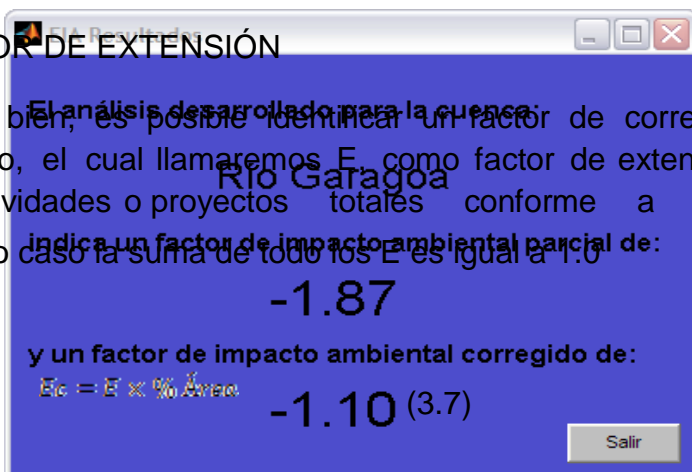 EIA Resultados
OR DE EXTENSIÓN
El análisis desarrollado para la cuenca:
bien, es posible identificar un factor de corre
o, el cual llamaremos E, como factor de exten
Río Garagoa
vidades o proyectos totales conforme a
indica un factor de impacto ambiental parcial de:
o caso la suma de todo los E es igual a 1.0
-1.87
y un factor de impacto ambiental corregido de:
Ec = E × % Área
-1.10 (3.7)
Salir